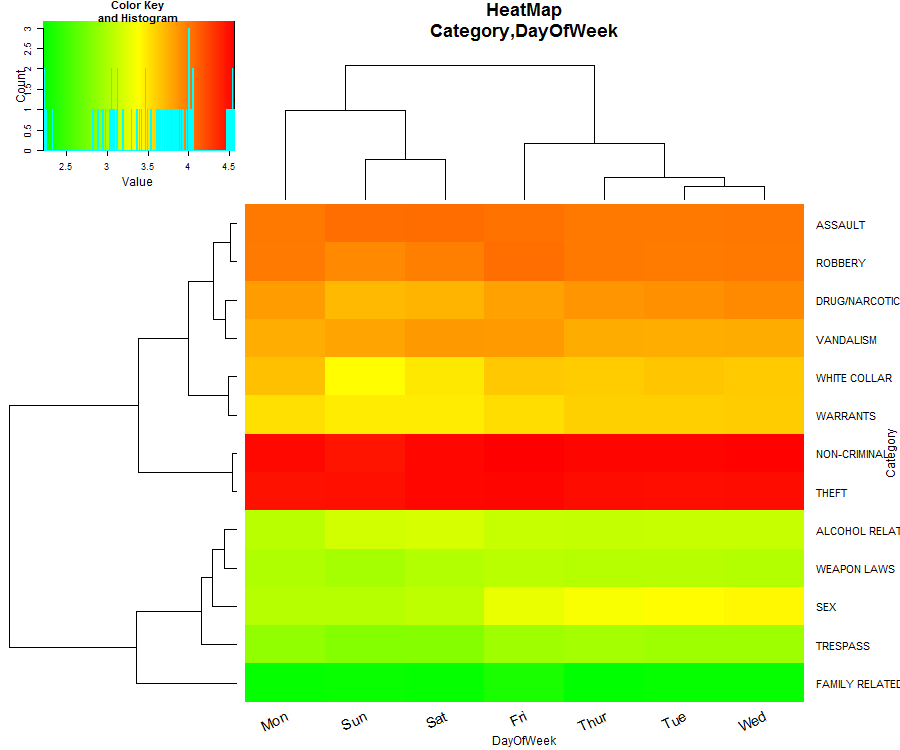 Color Key
and Histogram
HeatMap
Category,DayOfWeek
Count
0 0.5 1 1.5 2 2.5 3
2.5 3 3.5 4 4.5
Value
ASSAULT
ROBBERY
DRUG/NARCOTIC
VANDALISM
WHITE COLLAR
WARRANTS
NON-CRIMINAL
THEFT
ALCOHOL RELAT
WEAPON LAWS
SEX
TRESPASS
FAMILY RELATED
Category
Mon Sun Sat Fri Thur Tue Wed
DayOfWeek